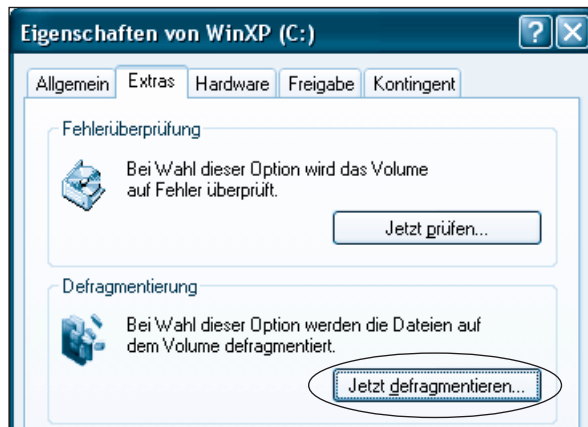 Eigenschaften von WinXP (C:)
Allgemein Extras Hardware Freigabe Kontingent
Fehlerüberprüfung
Bei Wahl dieser Option wird das Volume
auf Fehler überprüft.
Jetzt prüfen...
Defragmentierung
Bei Wahl dieser Option werden die Dateien auf
dem Volume defragmentiert.
Jetzt defragmentieren...